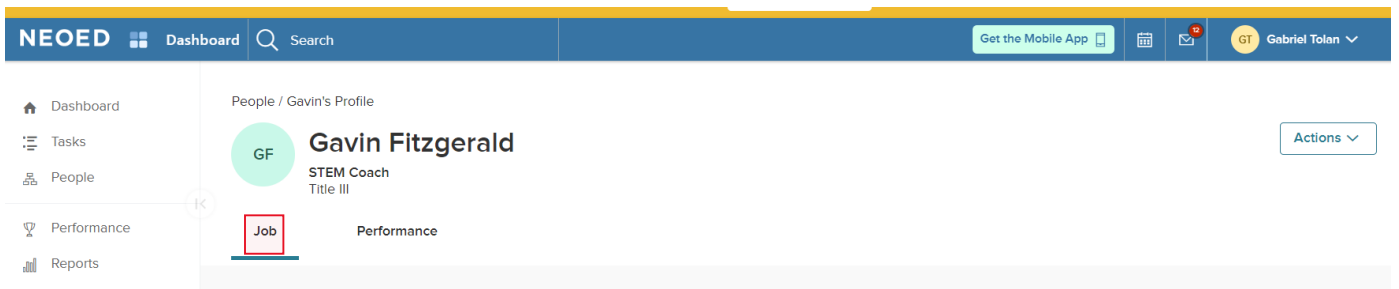 NEOED Dashboard Search Get the Mobile App 12 GT Gabriel Tolan
Dashboard
Tasks
People
Performance
Reports
People / Gavin's Profile
GF
Gavin Fitzgerald
STEM Coach
Title III
Actions
Job Performance